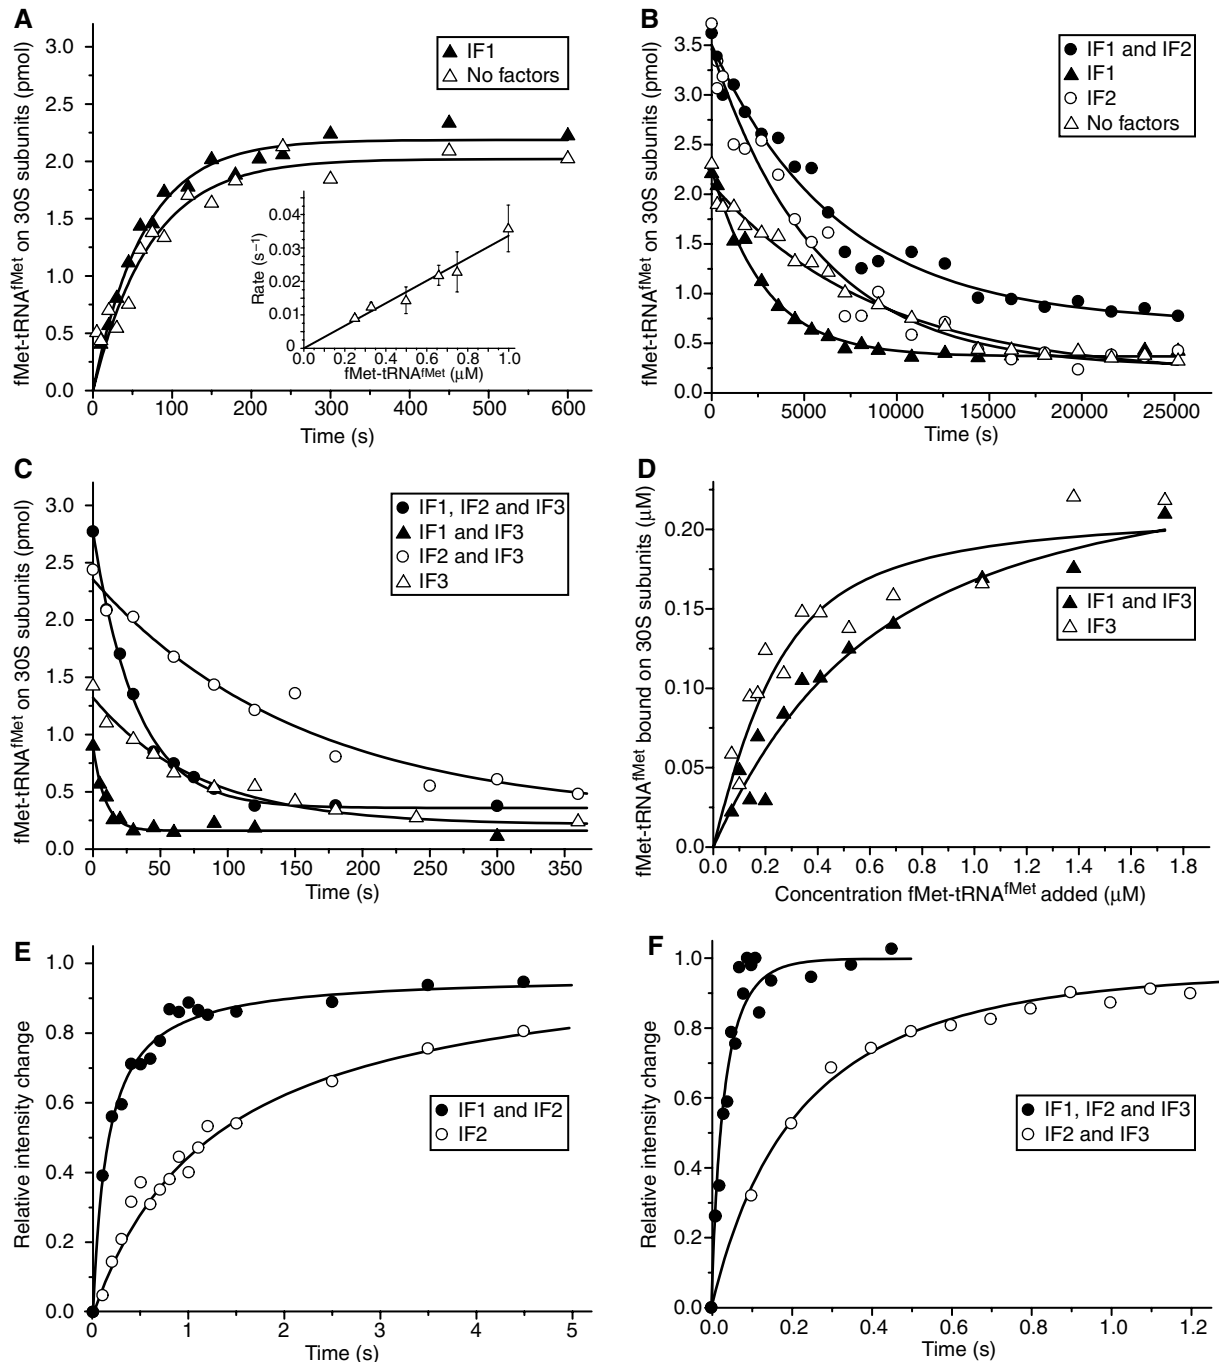 A
fMet-tRNAfMet on 30S subunits (pmol)
3.0
2.5
2.0
1.5
1.0
0.5
0.0
IF1
No factors
Rate (s−1)
0.04
0.03
0.02
0.01
0
0.0 0.2 0.4 0.6 0.8 1.0
fMet-tRNAfMet (μM)
0 100 200 300 400 500 600
Time (s)
B
fMet-tRNAfMet on 30S subunits (pmol)
3.5
3.0
2.5
2.0
1.5
1.0
0.5
0.0
IF1 and IF2
IF1
IF2
No factors
0 5000 10000 15000 20000 25000
Time (s)
C
fMet-tRNAfMet on 30S subunits (pmol)
3.0
2.5
2.0
1.5
1.0
0.5
0.0
IF1, IF2 and IF3
IF1 and IF3
IF2 and IF3
IF3
0 50 100 150 200 250 300 350
Time (s)
D
fMet-tRNAfMet bound on 30S subunits (μM)
0.20
0.15
0.10
0.05
0.0
IF1 and IF3
IF3
0.0 0.2 0.4 0.6 0.8 1.0 1.2 1.4 1.6 1.8
Concentration fMet-tRNAfMet added (μM)
E
Relative intensity change
1.0
0.8
0.6
0.4
0.2
0.0
IF1 and IF2
IF2
0 1 2 3 4 5
Time (s)
F
Relative intensity change
1.0
0.8
0.6
0.4
0.2
0.0
IF1, IF2 and IF3
IF2 and IF3
0.0 0.2 0.4 0.6 0.8 1.0 1.2
Time (s)